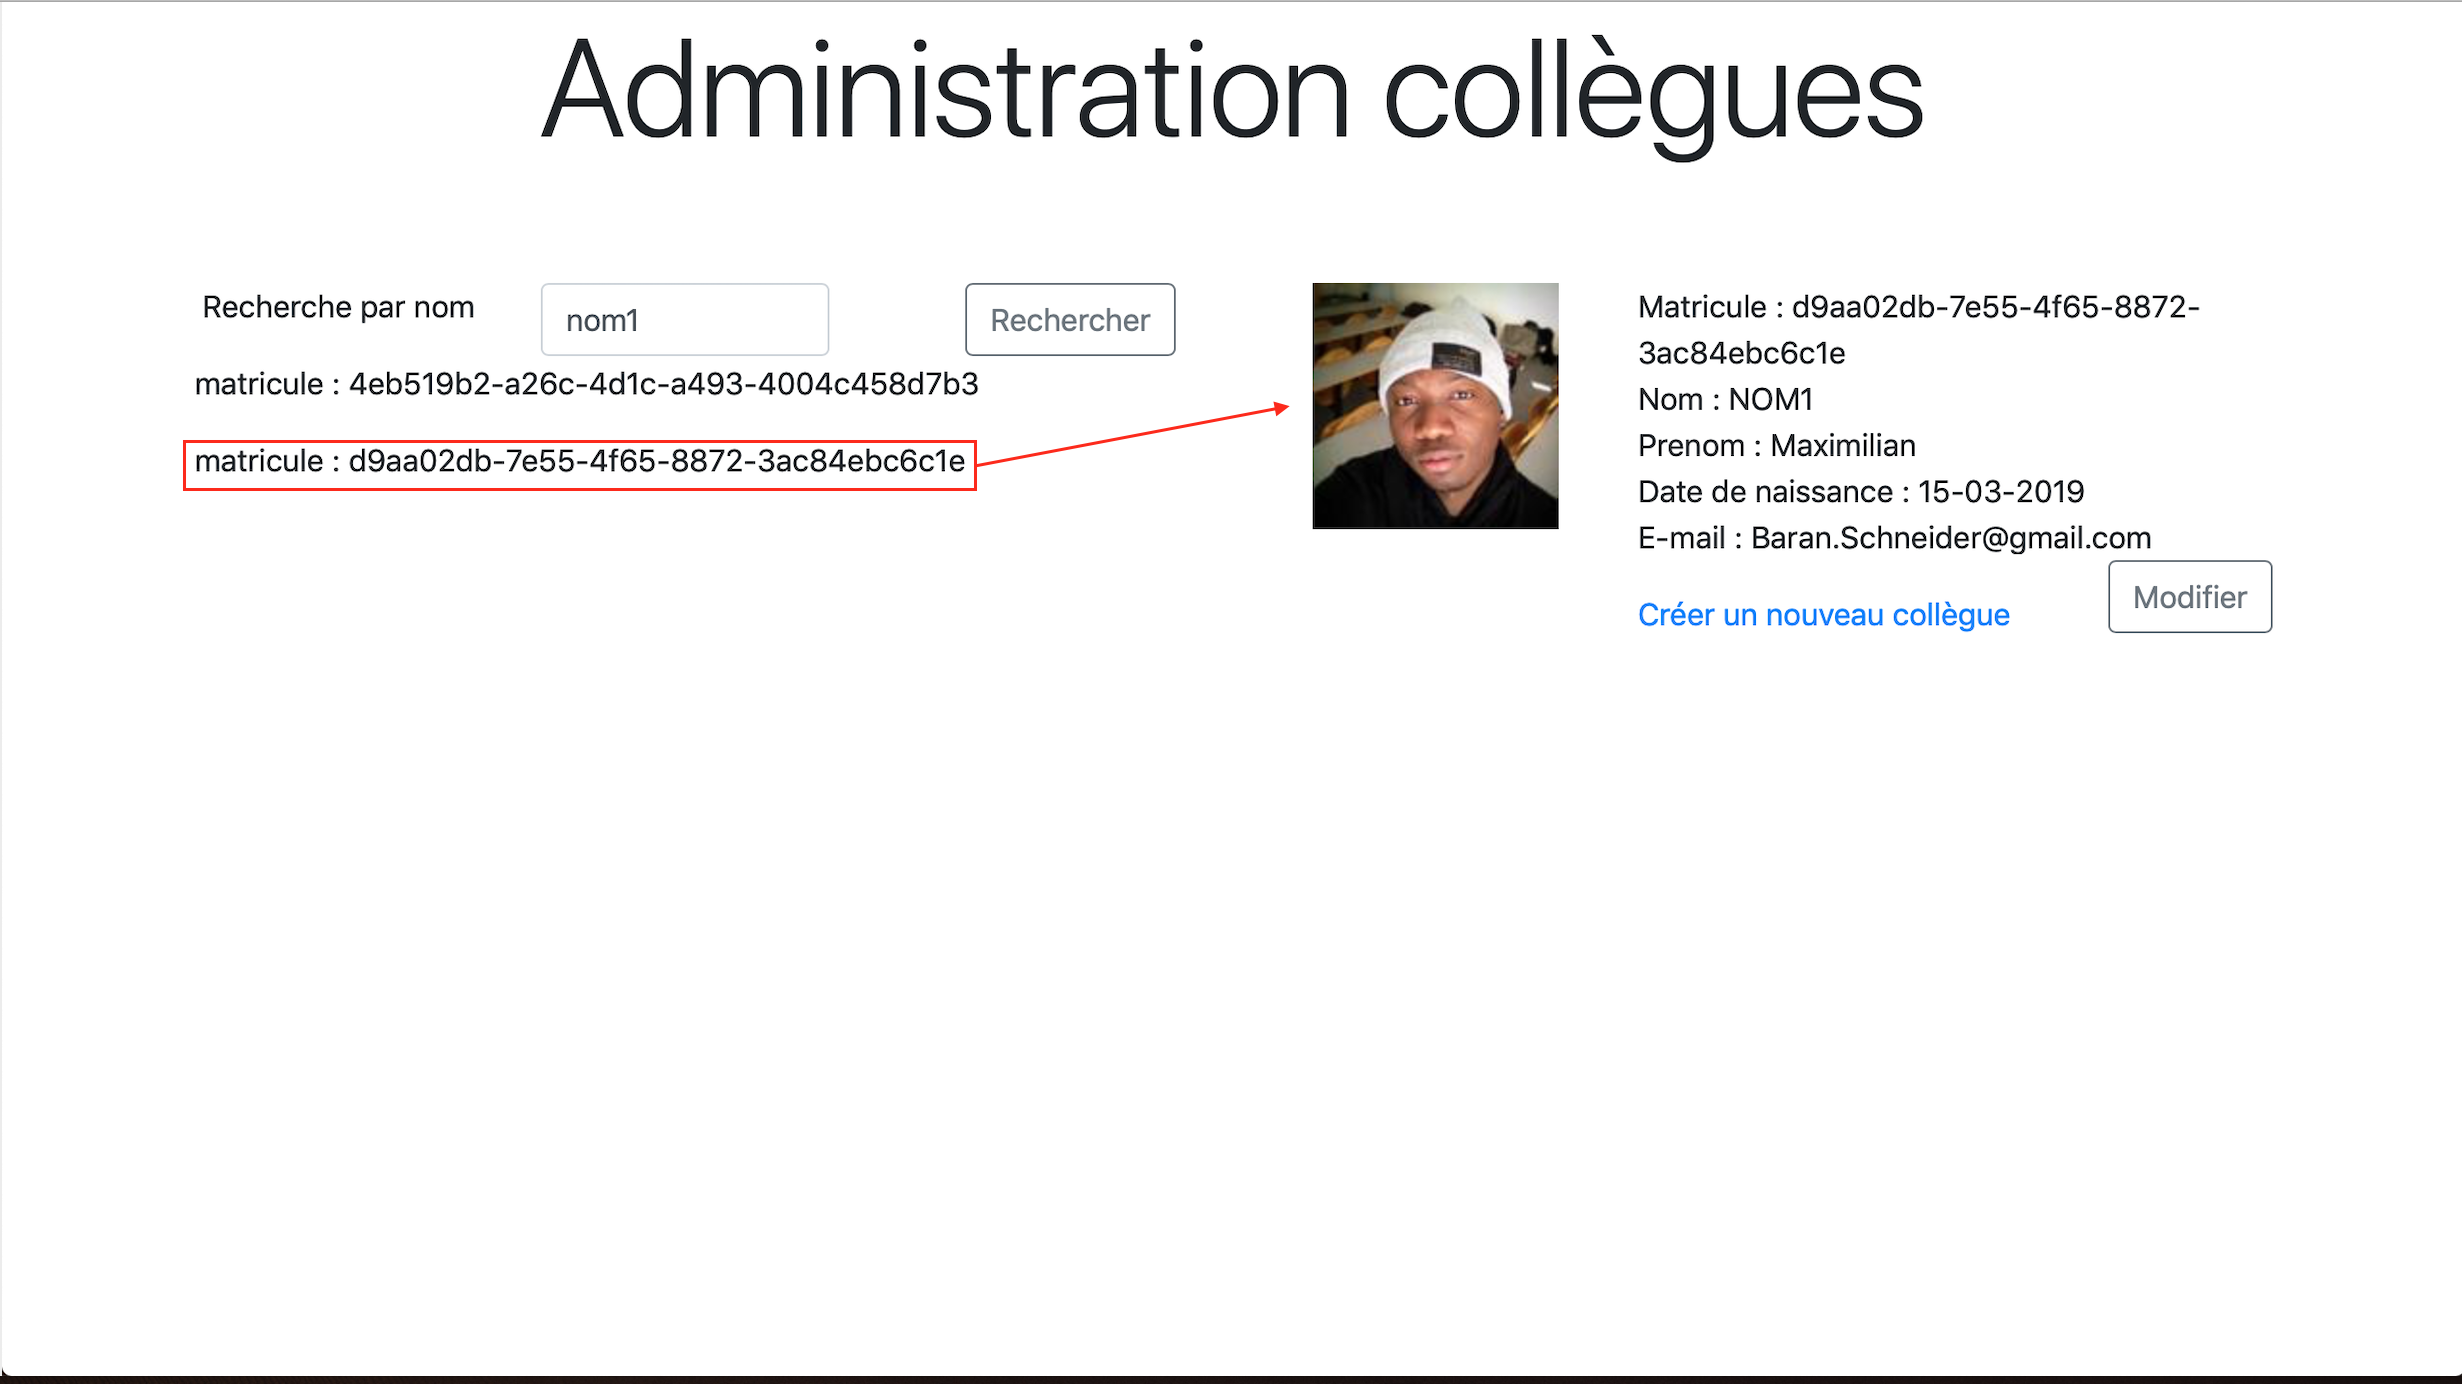 Administration collègues
Recherche par nom
nom1
Rechercher
matricule : 4eb519b2-a26c-4d1c-a493-4004c458d7b3
matricule : d9aa02db-7e55-4f65-8872-3ac84ebc6c1e
Matricule : d9aa02db-7e55-4f65-8872-
3ac84ebc6c1e
Nom : NOM1
Prenom : Maximilian
Date de naissance : 15-03-2019
E-mail : Baran.Schneider@gmail.com
Créer un nouveau collègue
Modifier